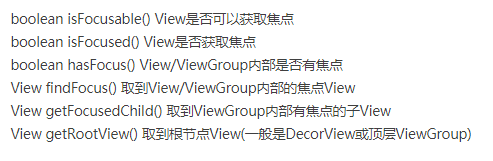 boolean isFocusable() View是否可以获取焦点
boolean isFocused() View是否获取焦点
boolean hasFocus() View/ViewGroup内部是否有焦点
View findFocus() 取到View/ViewGroup内部的焦点View
View getFocusedChild() 取到ViewGroup内部有焦点的子View
View getRootView() 取到根节点View(一般是DecorView或顶层ViewGroup)